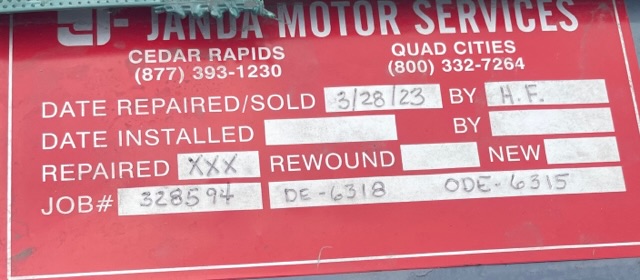 JANDA MOTOR SERVICES
CEDAR RAPIDS QUAD CITIES
(877) 393-1230 (800) 332-7264
DATE REPAIRED/SOLD 3/28/23 BY H.F.
DATE INSTALLED BY
REPAIRED XXX REWOUND NEW
JOB# 328594 DE-6318 ODE-6315